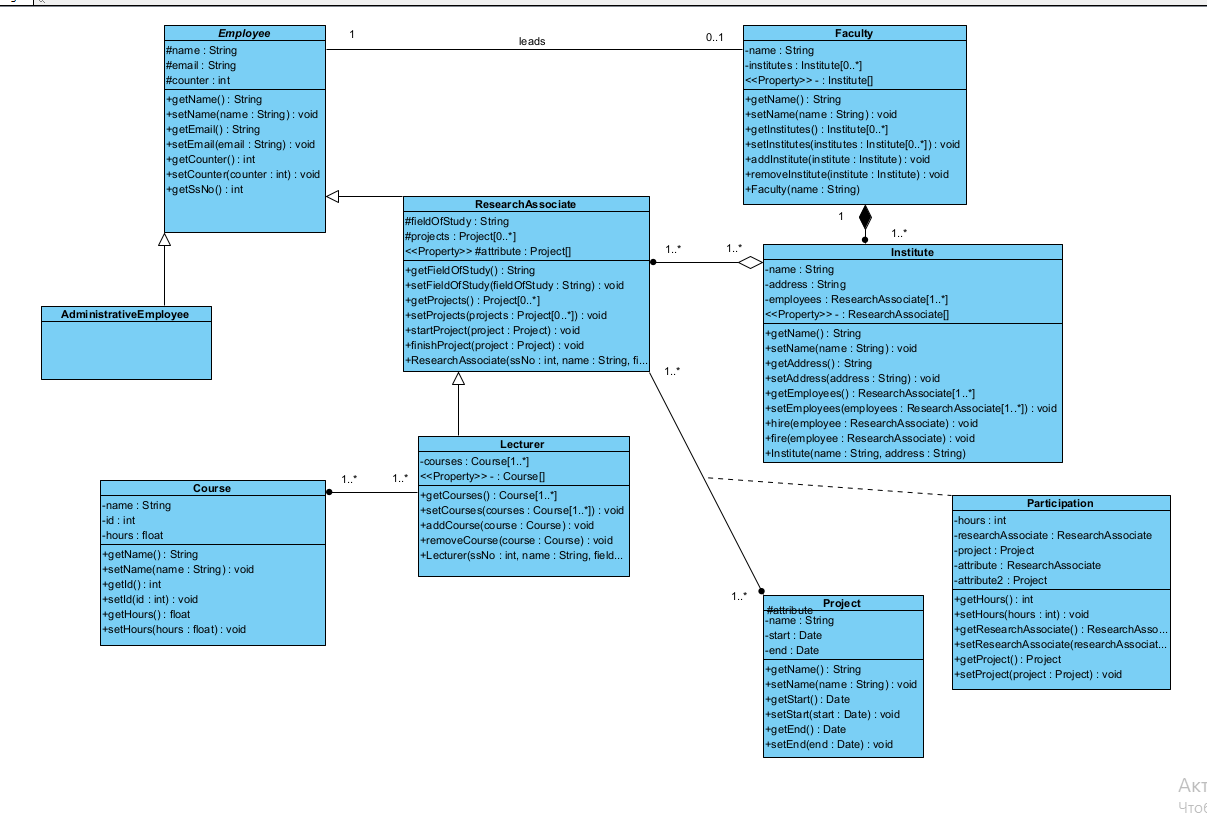 Employee
#name : String
#email : String
#counter : int
+getName() : String
+setName(name : String) : void
+getEmail() : String
+setEmail(email : String) : void
+getCounter() : int
+setCounter(counter : int) : void
+getSsNo() : int
1
leads
0..1
Faculty
-name : String
-institutes : Institute[0..*]
<<Property>> - : Institute[]
+getName() : String
+setName(name : String) : void
+getInstitutes() : Institute[0..*]
+setInstitutes(institutes : Institute[0..*]) : void
+addInstitute(institute : Institute) : void
+removeInstitute(institute : Institute) : void
+Faculty(name : String)
1
1..*
ResearchAssociate
#fieldOfStudy : String
#projects : Project[0..*]
<<Property>> #attribute : Project[]
+getFieldOfStudy() : String
+setFieldOfStudy(fieldOfStudy : String) : void
+getProjects() : Project[0..*]
+setProjects(projects : Project[0..*]) : void
+startProject(project : Project) : void
+finishProject(project : Project) : void
+ResearchAssociate(ssNo : int, name : String, fi...
1..*
1..*
Institute
-name : String
-address : String
-employees : ResearchAssociate[1..*]
<<Property>> - : ResearchAssociate[]
+getName() : String
+setName(name : String) : void
+getAddress() : String
+setAddress(address : String) : void
+getEmployees() : ResearchAssociate[1..*]
+setEmployees(employees : ResearchAssociate[1..*]) : void
+hire(employee : ResearchAssociate) : void
+fire(employee : ResearchAssociate) : void
+Institute(name : String, address : String)
AdministrativeEmployee
1..*
Lecturer
-courses : Course[1..*]
<<Property>> - : Course[]
+getCourses() : Course[1..*]
+setCourses(courses : Course[1..*]) : void
+addCourse(course : Course) : void
+removeCourse(course : Course) : void
+Lecturer(ssNo : int, name : String, field...
1..*
1..*
Course
-name : String
-id : int
-hours : float
+getName() : String
+setName(name : String) : void
+getId() : int
+setId(id : int) : void
+getHours() : float
+setHours(hours : float) : void
Participation
-hours : int
-researchAssociate : ResearchAssociate
-project : Project
-attribute : ResearchAssociate
-attribute2 : Project
+getHours() : int
+setHours(hours : int) : void
+getResearchAssociate() : ResearchAsso...
+setResearchAssociate(researchAssociat...
+getProject() : Project
+setProject(project : Project) : void
1..*
Project
#attribute
-name : String
-start : Date
-end : Date
+getName() : String
+setName(name : String) : void
+getStart() : Date
+setStart(start : Date) : void
+getEnd() : Date
+setEnd(end : Date) : void
Акт
Чтоб